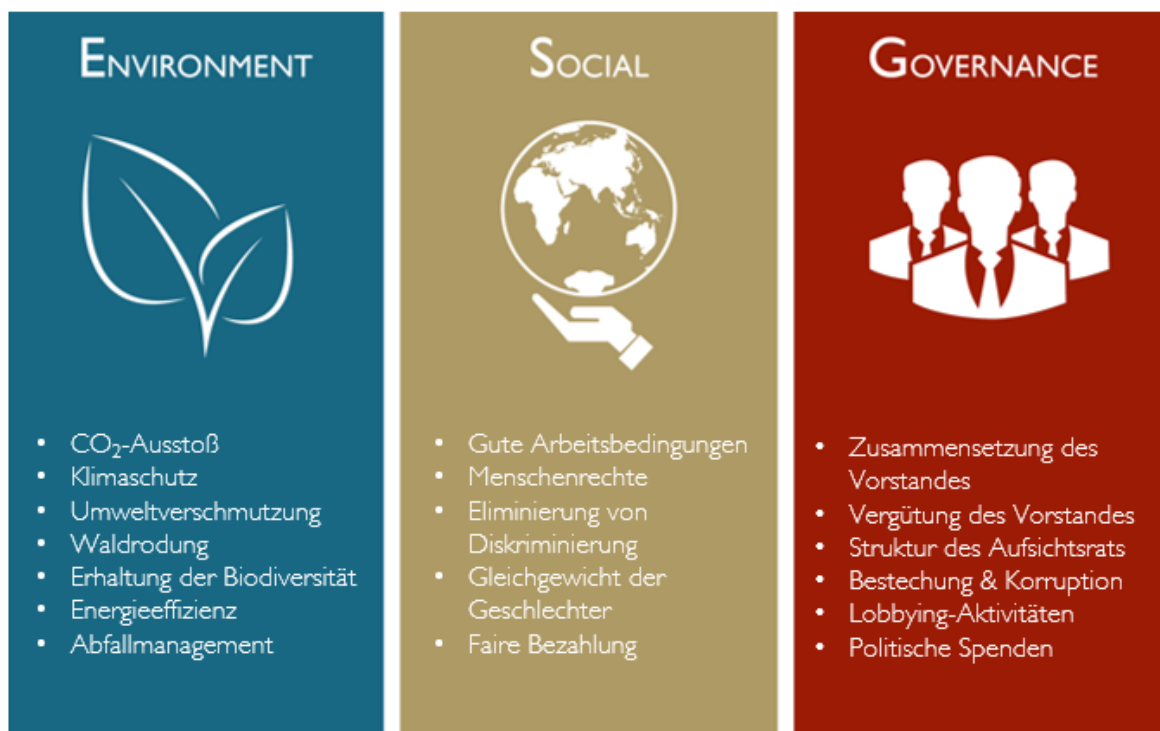 ENVIRONMENT
• CO₂-Ausstoß
• Klimaschutz
• Umweltverschmutzung
• Waldrodung
• Erhaltung der Biodiversität
• Energieeffizienz
• Abfallmanagement
SOCIAL
• Gute Arbeitsbedingungen
• Menschenrechte
• Eliminierung von
Diskriminierung
• Gleichgewicht der
Geschlechter
• Faire Bezahlung
GOVERNANCE
• Zusammensetzung des
Vorstandes
• Vergütung des Vorstandes
• Struktur des Aufsichtsrats
• Bestechung & Korruption
• Lobbying-Aktivitäten
• Politische Spenden